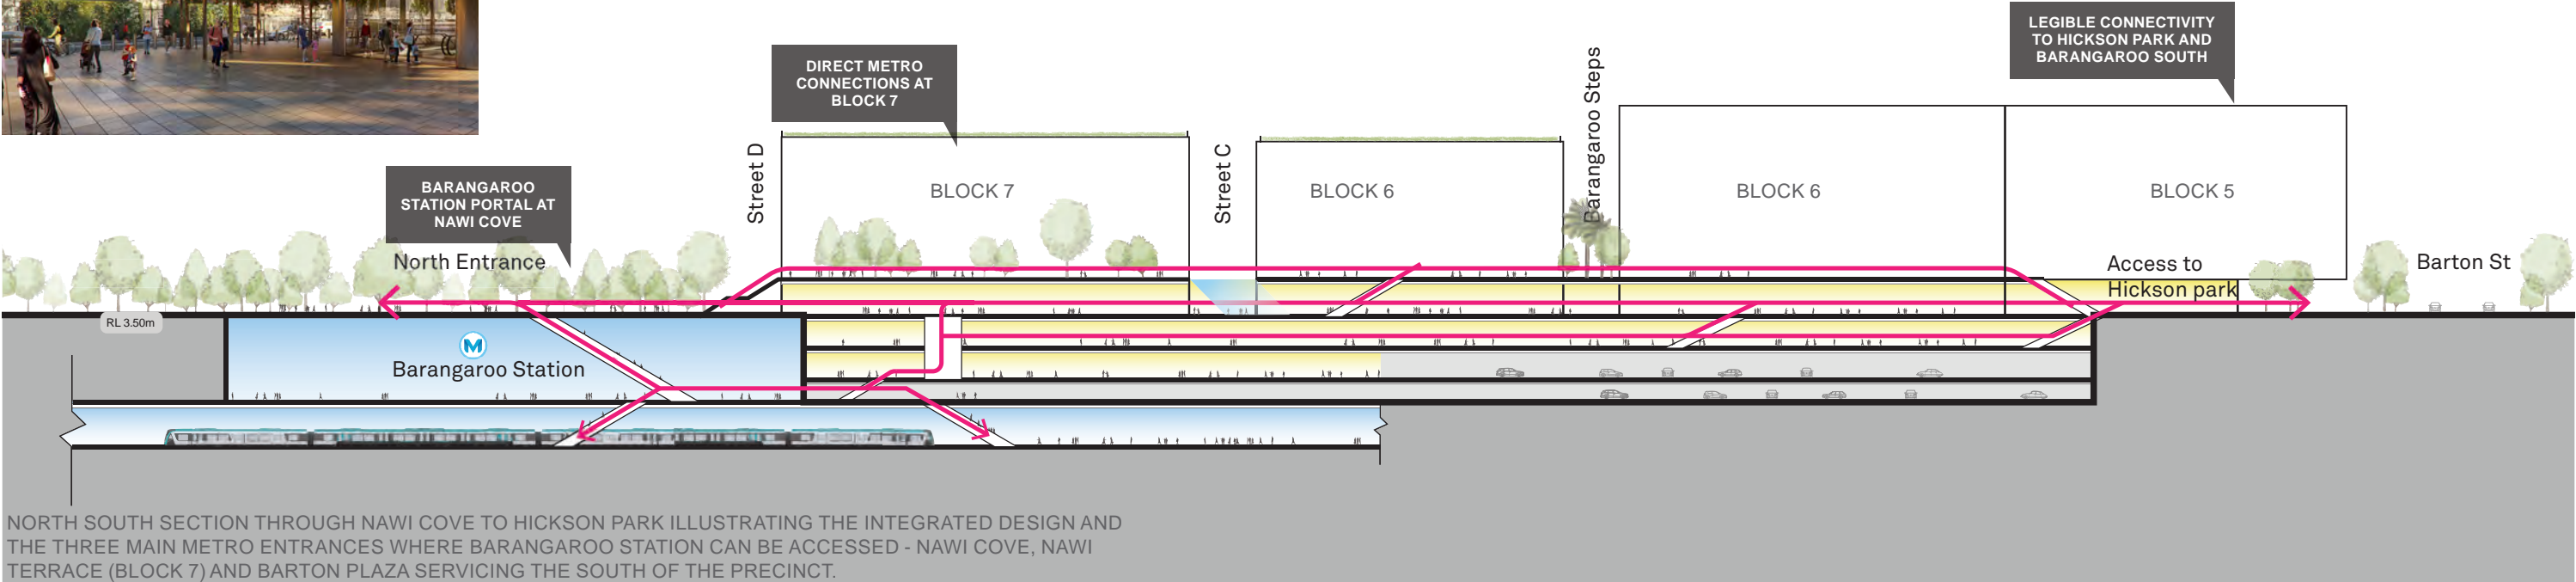 LEGIBLE CONNECTIVITY
TO HICKSON PARK AND
BARANGAROO SOUTH
DIRECT METRO
CONNECTIONS AT
BLOCK 7
BARANGAROO
STATION PORTAL AT
NAWI COVE
Street D
Street C
Barangaroo Steps
BLOCK 7
BLOCK 6
BLOCK 6
BLOCK 5
North Entrance
Access to
Hickson park
Barton St
RL 3.50m
M
Barangaroo Station
NORTH SOUTH SECTION THROUGH NAWI COVE TO HICKSON PARK ILLUSTRATING THE INTEGRATED DESIGN AND
THE THREE MAIN METRO ENTRANCES WHERE BARANGAROO STATION CAN BE ACCESSED - NAWI COVE, NAWI
TERRACE (BLOCK 7) AND BARTON PLAZA SERVICING THE SOUTH OF THE PRECINCT.